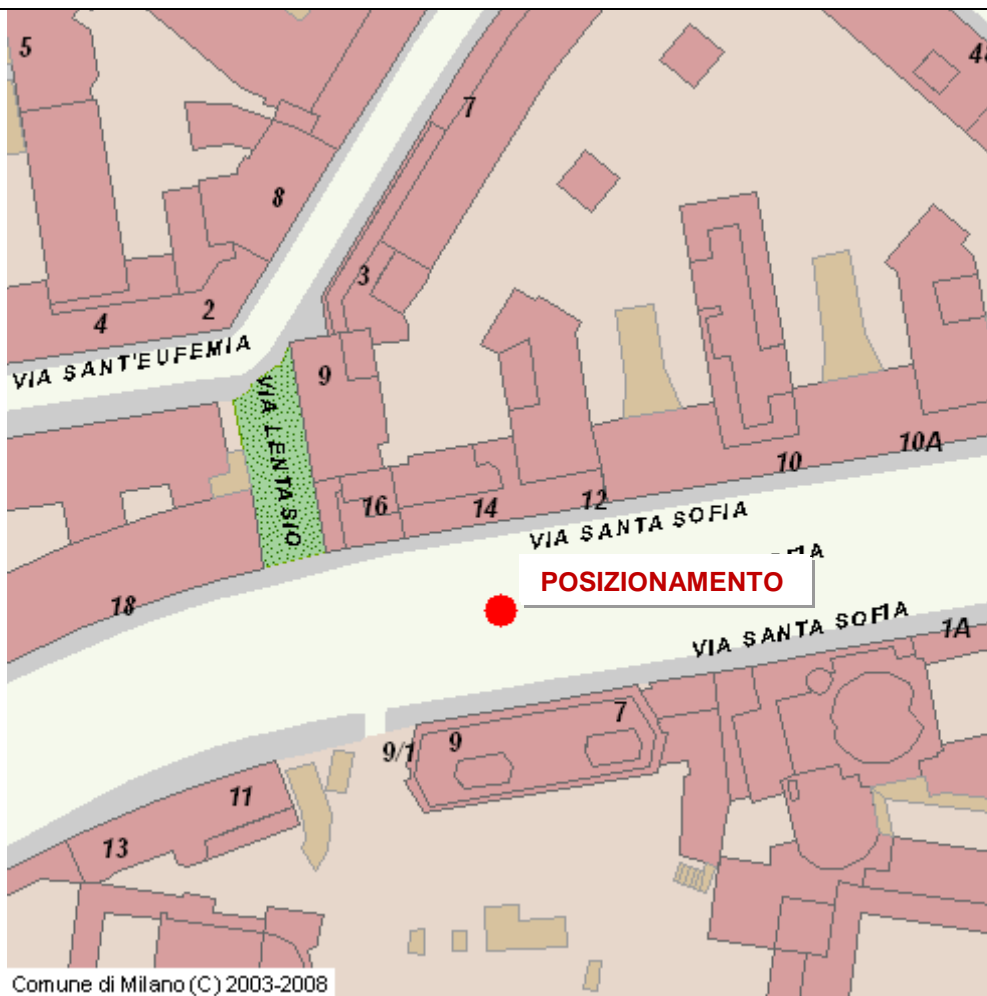 5
48
7
8
3
2
4
VIA SANT'EUFEMIA
9
VIA LENTASIO
10A
10
16
14
12
VIA SANTA SOFIA
POSIZIONAMENTO
18
VIA SANTA SOFIA
1A
7
9
9/1
11
13
Comune di Milano (C) 2003-2008